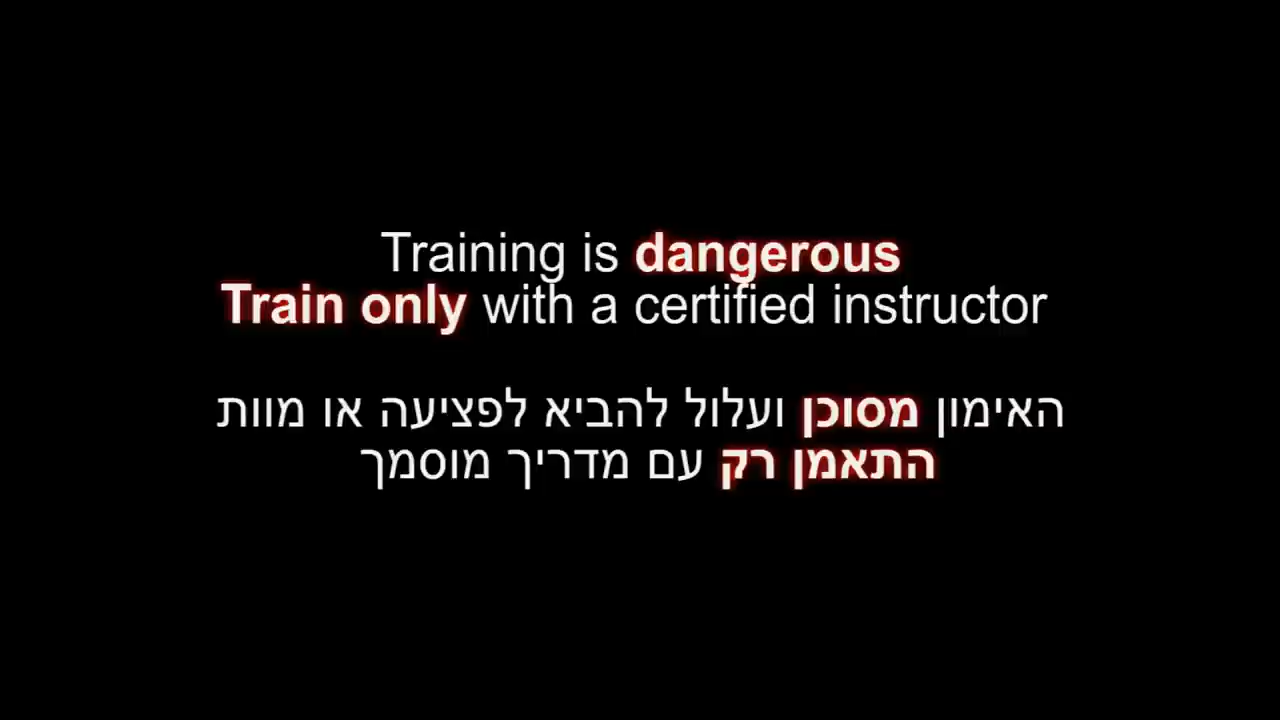 Training is dangerous
Train only with a certified instructor
האימון מסוכן ועלול להביא לפציעה או מוות
התאמן רק עם מדריך מוסמך